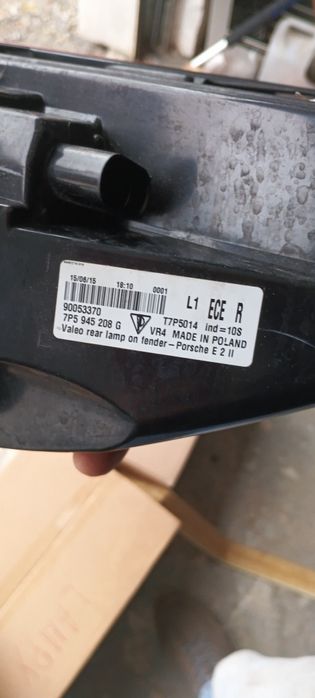 15/06/15 18:10 0001
L1 ECE R
90053370
7P5 945 208 G
T7P5014 ind=10S
VR4 MADE IN POLAND
Valeo rear lamp on fender-Porsche E 2 II